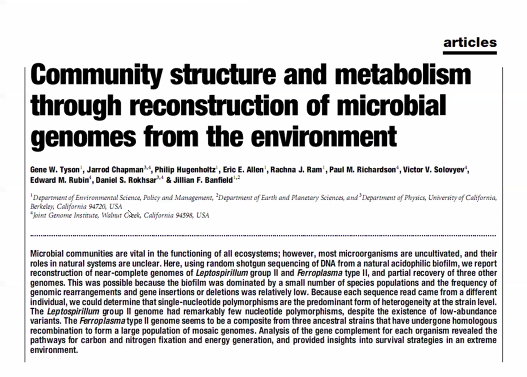 articles
Community structure and metabolism
through reconstruction of microbial
genomes from the environment
Gene W. Tyson¹, Jarrod Chapman³,⁴, Philip Hugenholtz¹, Eric E. Allen¹, Rachna J. Ram¹, Paul M. Richardson⁴, Victor V. Solovyev⁴,
Edward M. Rubin⁴, Daniel S. Rokhsar³,⁴ & Jillian F. Banfield¹,²
¹Department of Environmental Science, Policy and Management, ²Department of Earth and Planetary Sciences, and ³Department of Physics, University of California,
Berkeley, California 94720, USA
⁴Joint Genome Institute, Walnut Creek, California 94598, USA
Microbial communities are vital in the functioning of all ecosystems; however, most microorganisms are uncultivated, and their
roles in natural systems are unclear. Here, using random shotgun sequencing of DNA from a natural acidophilic biofilm, we report
reconstruction of near-complete genomes of Leptospirillum group II and Ferroplasma type II, and partial recovery of three other
genomes. This was possible because the biofilm was dominated by a small number of species populations and the frequency of
genomic rearrangements and gene insertions or deletions was relatively low. Because each sequence read came from a different
individual, we could determine that single-nucleotide polymorphisms are the predominant form of heterogeneity at the strain level.
The Leptospirillum group II genome had remarkably few nucleotide polymorphisms, despite the existence of low-abundance
variants. The Ferroplasma type II genome seems to be a composite from three ancestral strains that have undergone homologous
recombination to form a large population of mosaic genomes. Analysis of the gene complement for each organism revealed the
pathways for carbon and nitrogen fixation and energy generation, and provided insights into survival strategies in an extreme
environment.